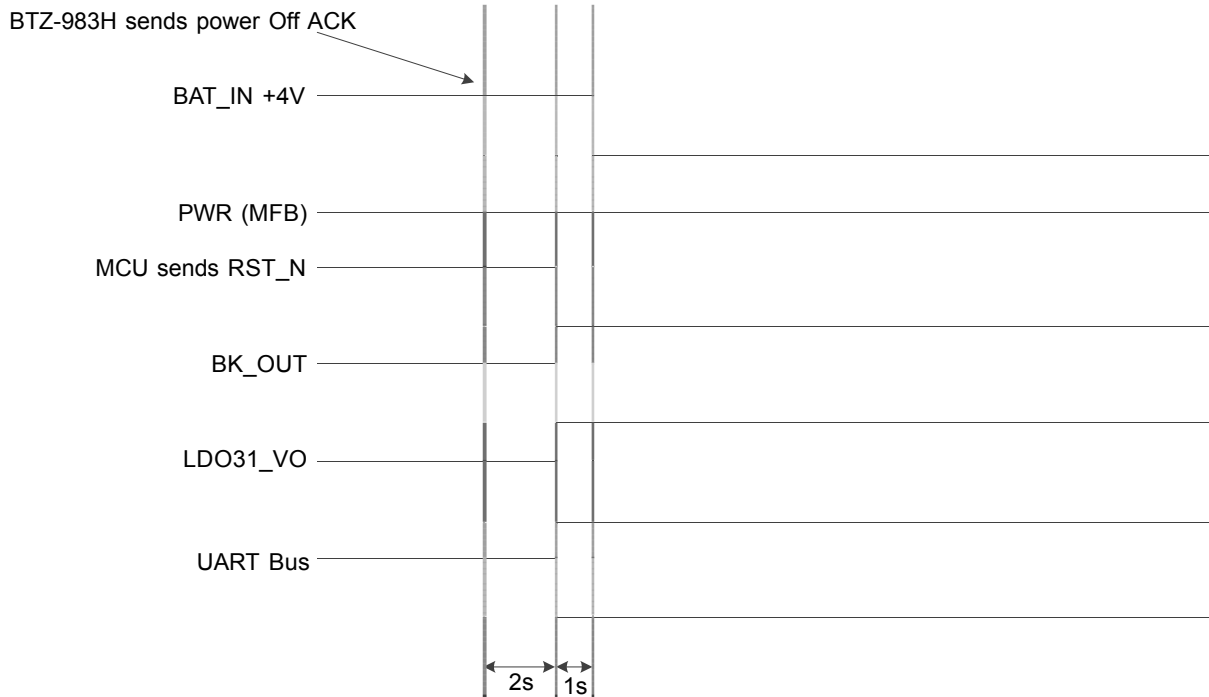 BTZ-983H sends power Off ACK
BAT_IN +4V
PWR (MFB)
MCU sends RST_N
BK_OUT
LDO31_VO
UART Bus
2s
1s